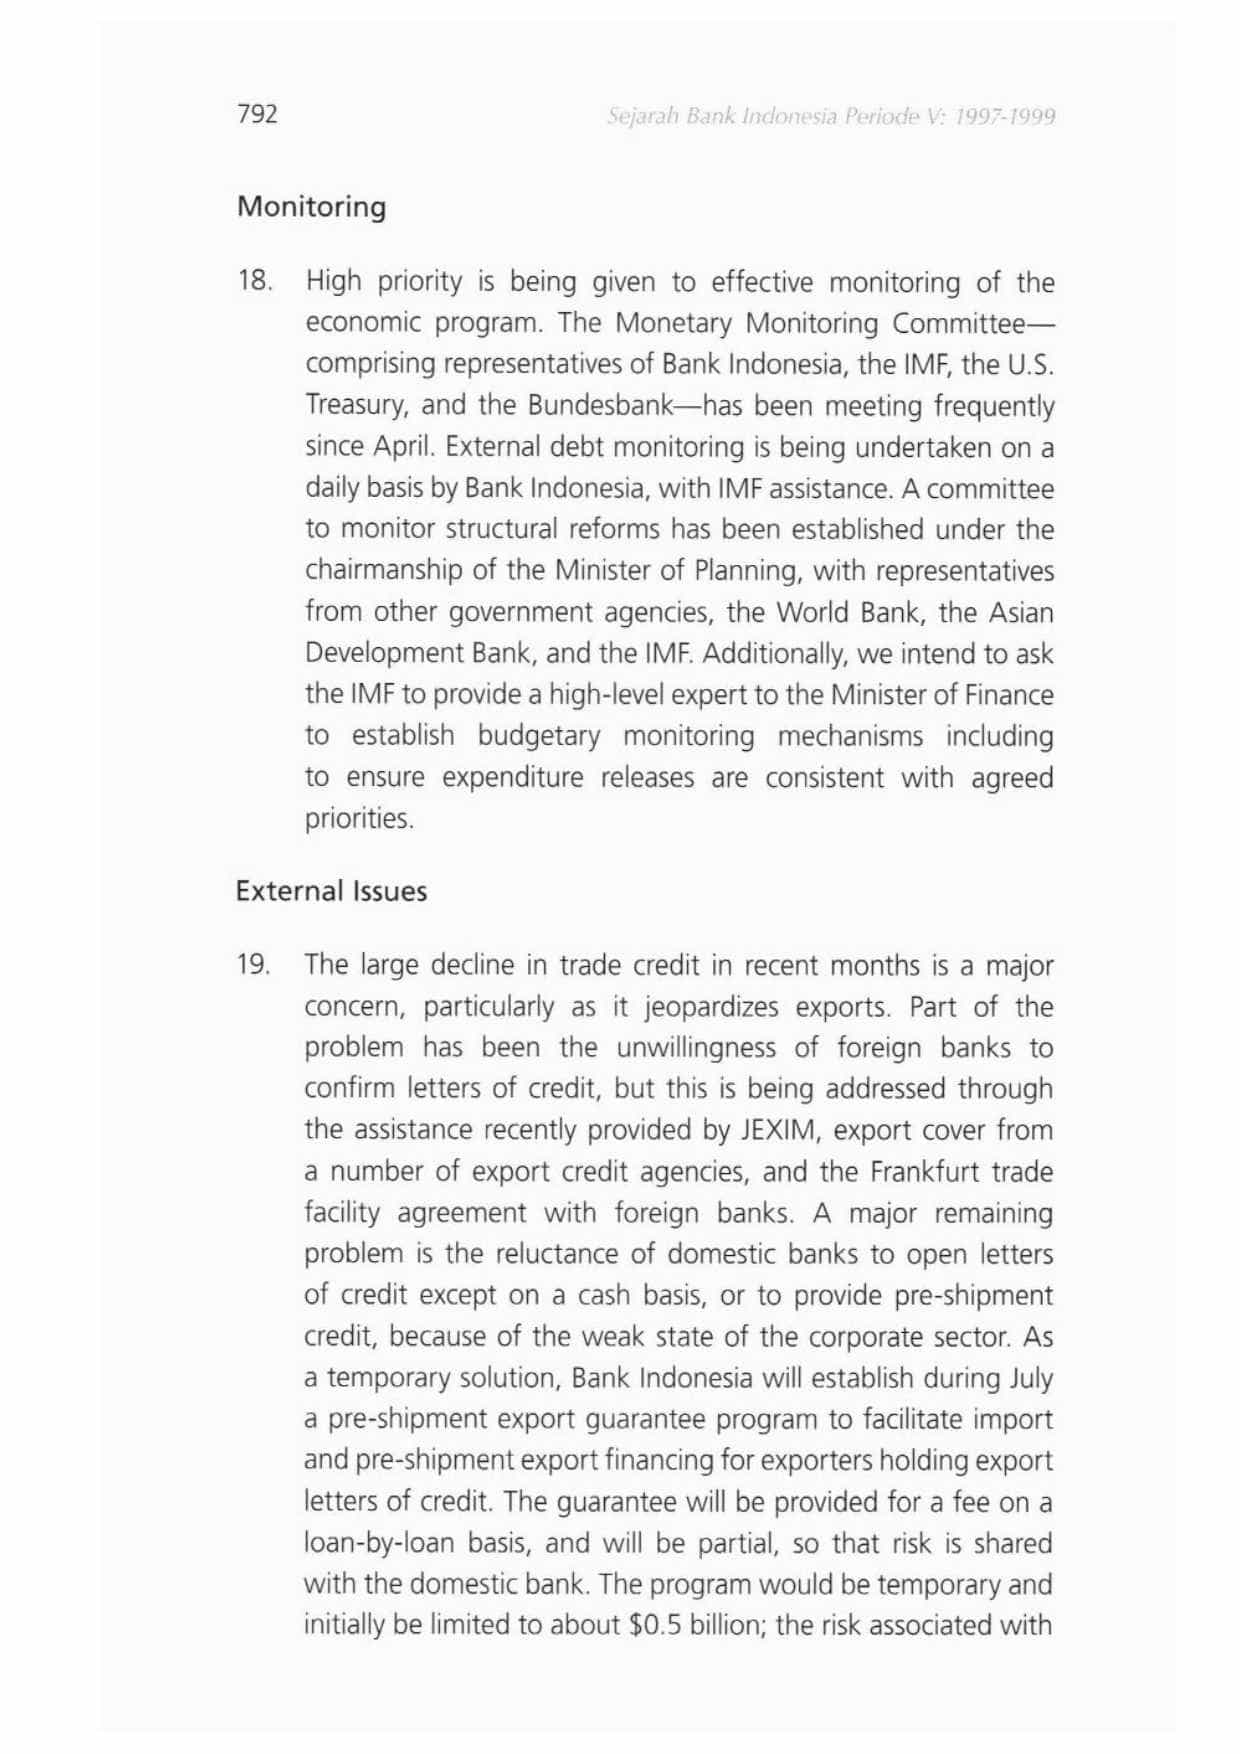 792
Sejarah Bank Indonesia Periode V: 1997-1999
Monitoring
18. High priority is being given to effective monitoring of the
economic program. The Monetary Monitoring Committee—
comprising representatives of Bank Indonesia, the IMF, the U.S.
Treasury, and the Bundesbank—has been meeting frequently
since April. External debt monitoring is being undertaken on a
daily basis by Bank Indonesia, with IMF assistance. A committee
to monitor structural reforms has been established under the
chairmanship of the Minister of Planning, with representatives
from other government agencies, the World Bank, the Asian
Development Bank, and the IMF. Additionally, we intend to ask
the IMF to provide a high-level expert to the Minister of Finance
to establish budgetary monitoring mechanisms including
to ensure expenditure releases are consistent with agreed
priorities.
External Issues
19. The large decline in trade credit in recent months is a major
concern, particularly as it jeopardizes exports. Part of the
problem has been the unwillingness of foreign banks to
confirm letters of credit, but this is being addressed through
the assistance recently provided by JEXIM, export cover from
a number of export credit agencies, and the Frankfurt trade
facility agreement with foreign banks. A major remaining
problem is the reluctance of domestic banks to open letters
of credit except on a cash basis, or to provide pre-shipment
credit, because of the weak state of the corporate sector. As
a temporary solution, Bank Indonesia will establish during July
a pre-shipment export guarantee program to facilitate import
and pre-shipment export financing for exporters holding export
letters of credit. The guarantee will be provided for a fee on a
loan-by-loan basis, and will be partial, so that risk is shared
with the domestic bank. The program would be temporary and
initially be limited to about $0.5 billion; the risk associated with